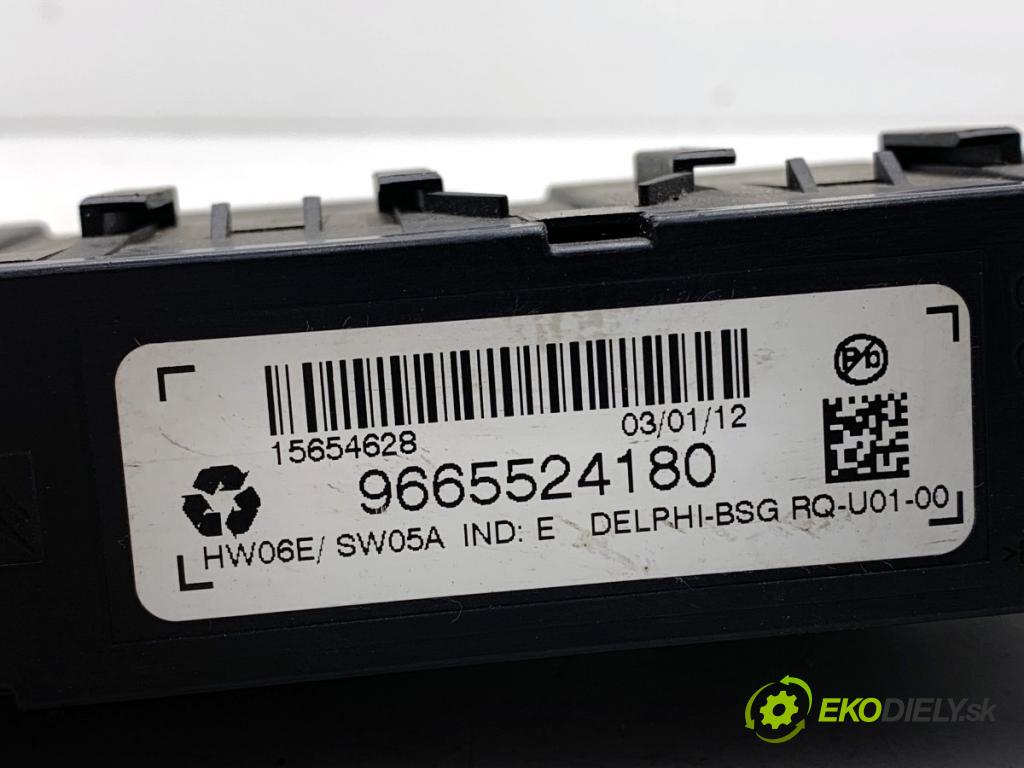 15654628 03/01/12
Pb
9665524180
HW06E/ SW05A IND: E DELPHI-BSG RQ-U01-00
EKODIELY.sk